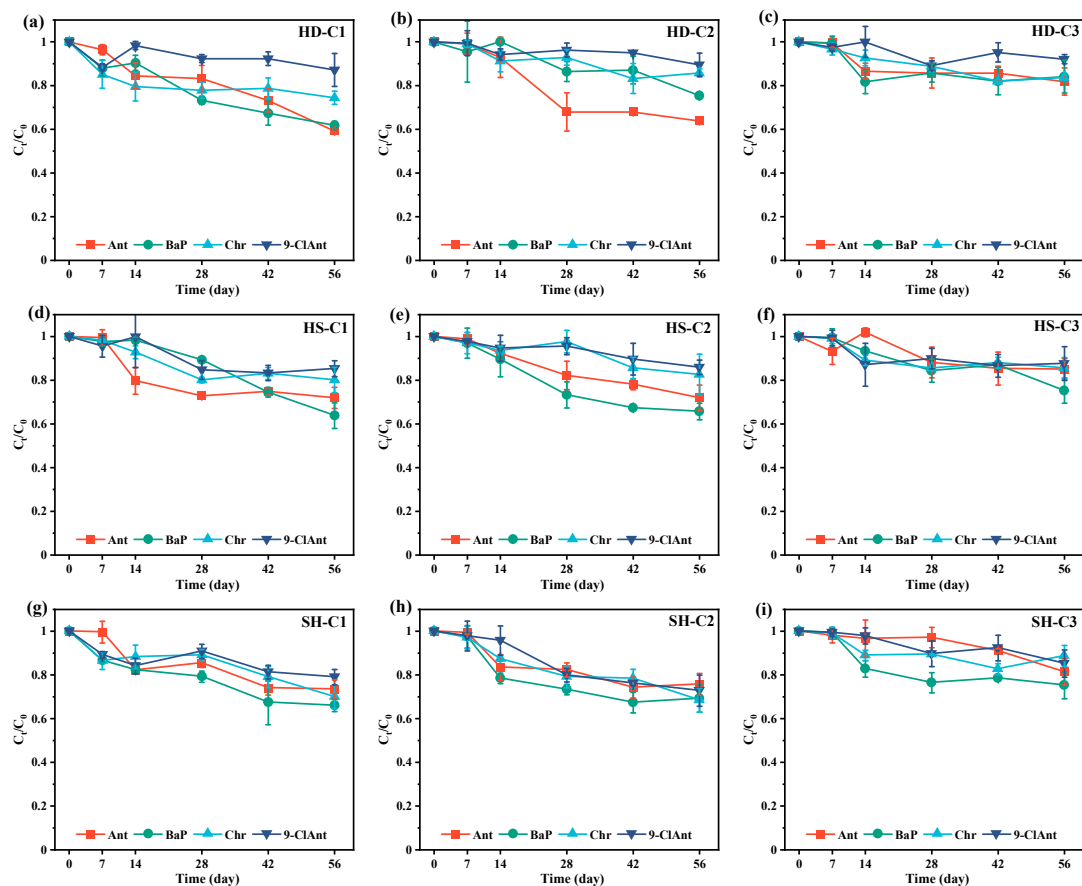 (a) HD-C1
1
0.8
0.6
0.4
0.2
0
Cₜ/C₀
Ant BaP Chr 9-ClAnt
0 7 14 28 42 56
Time (day)
(b) HD-C2
1
0.8
0.6
0.4
0.2
0
Cₜ/C₀
Ant BaP Chr 9-ClAnt
0 7 14 28 42 56
Time (day)
(c) HD-C3
1
0.8
0.6
0.4
0.2
0
Cₜ/C₀
Ant BaP Chr 9-ClAnt
0 7 14 28 42 56
Time (day)
(d) HS-C1
1
0.8
0.6
0.4
0.2
0
Cₜ/C₀
Ant BaP Chr 9-ClAnt
0 7 14 28 42 56
Time (day)
(e) HS-C2
1
0.8
0.6
0.4
0.2
0
Cₜ/C₀
Ant BaP Chr 9-ClAnt
0 7 14 28 42 56
Time (day)
(f) HS-C3
1
0.8
0.6
0.4
0.2
0
Cₜ/C₀
Ant BaP Chr 9-ClAnt
0 7 14 28 42 56
Time (day)
(g) SH-C1
1
0.8
0.6
0.4
0.2
0
Cₜ/C₀
Ant BaP Chr 9-ClAnt
0 7 14 28 42 56
Time (day)
(h) SH-C2
1
0.8
0.6
0.4
0.2
0
Cₜ/C₀
Ant BaP Chr 9-ClAnt
0 7 14 28 42 56
Time (day)
(i) SH-C3
1
0.8
0.6
0.4
0.2
0
Cₜ/C₀
Ant BaP Chr 9-ClAnt
0 7 14 28 42 56
Time (day)